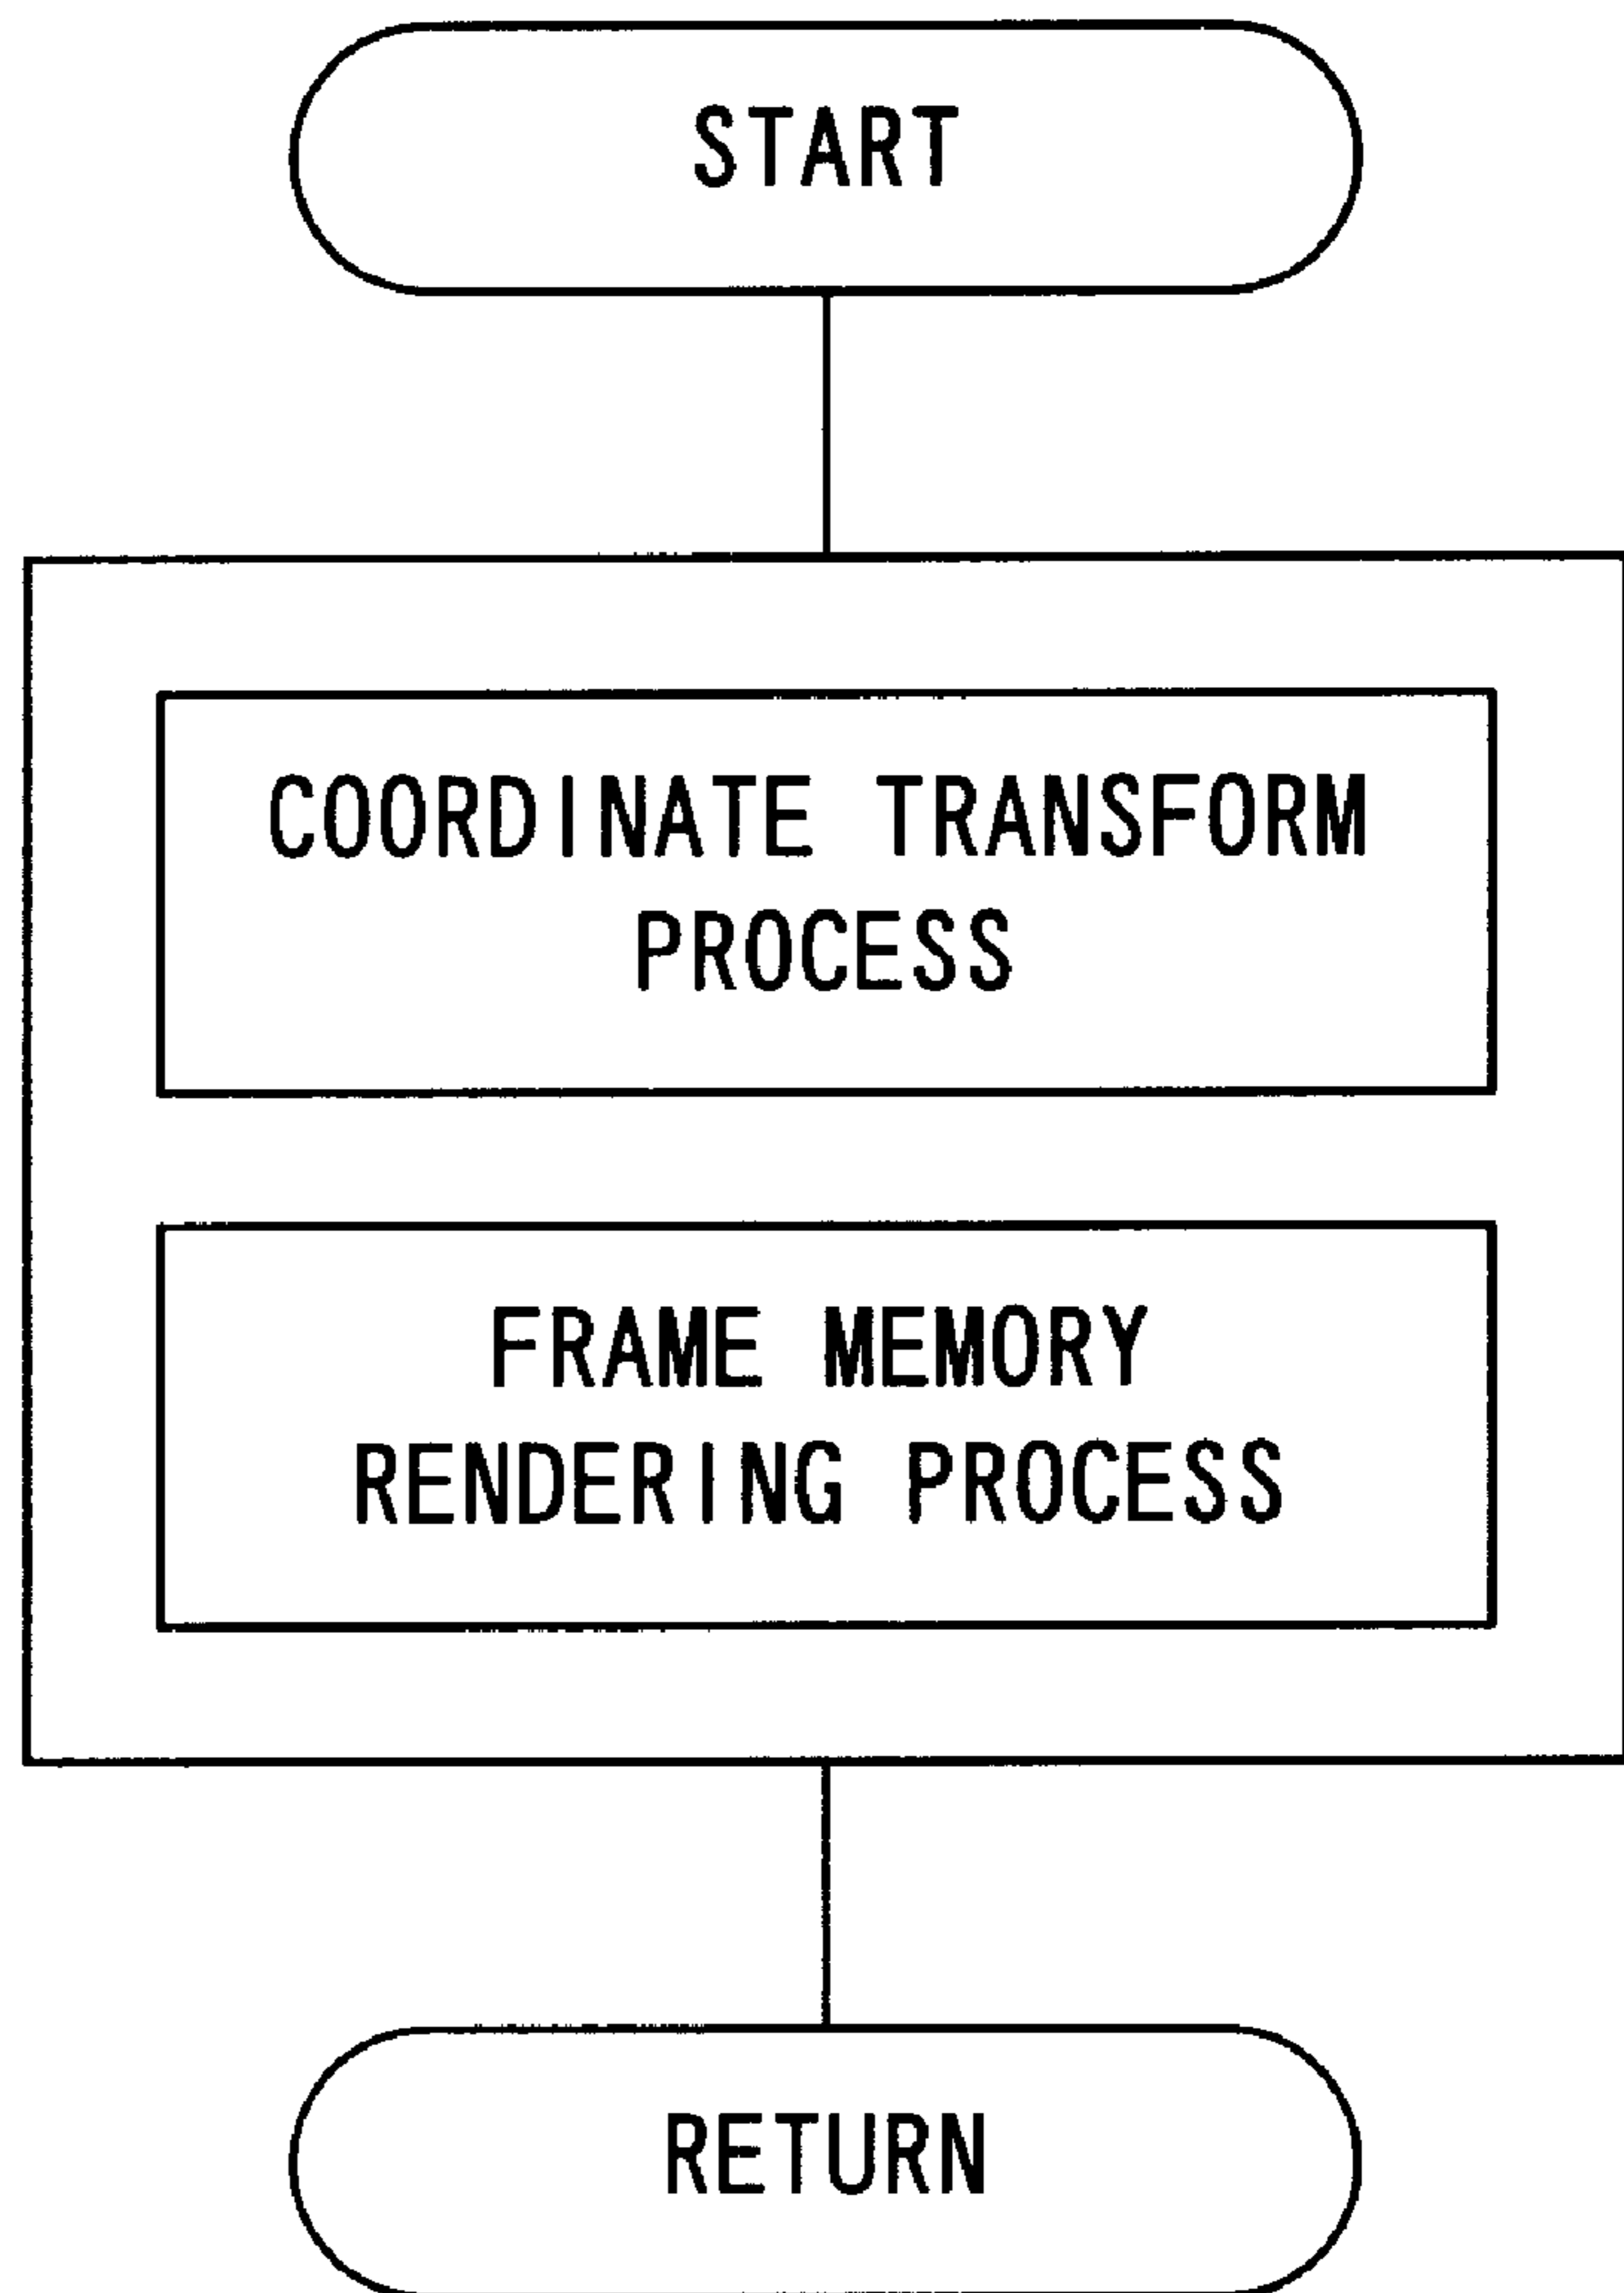 START
COORDINATE TRANSFORM
PROCESS
FRAME MEMORY
RENDERING PROCESS
RETURN